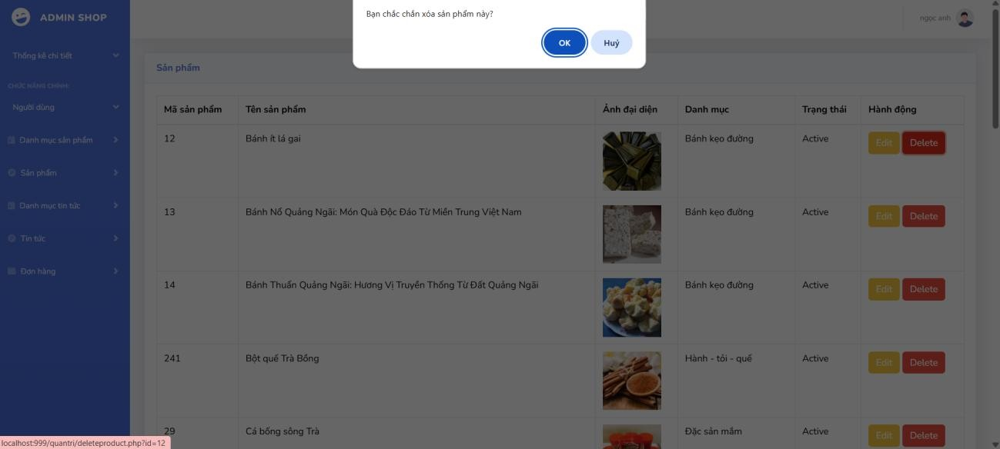 ADMIN SHOP
Bạn chắc chắn xóa sản phẩm này?
OK
Huỷ
ngọc anh
Thống kê chi tiết
CHỨC NĂNG CHÍNH:
Người dùng
Danh mục sản phẩm
Sản phẩm
Danh mục tin tức
Tin tức
Đơn hàng
Sản phẩm
Mã sản phẩm Tên sản phẩm Ảnh đại diện Danh mục Trạng thái Hành động
12 Bánh ít lá gai Bánh kẹo đường Active Edit Delete
13 Bánh Nổ Quảng Ngãi: Món Quà Độc Đáo Từ Miền Trung Việt Nam Bánh kẹo đường Active Edit Delete
14 Bánh Thuẩn Quảng Ngãi: Hương Vị Truyền Thống Từ Đất Quảng Ngãi Bánh kẹo đường Active Edit Delete
241 Bột quế Trà Bồng Hành - tỏi - quế Active Edit Delete
29 Cá bống sông Trà Đặc sản mắm Active Edit Delete
localhost:999/quantri/deleteproduct.php?id=12